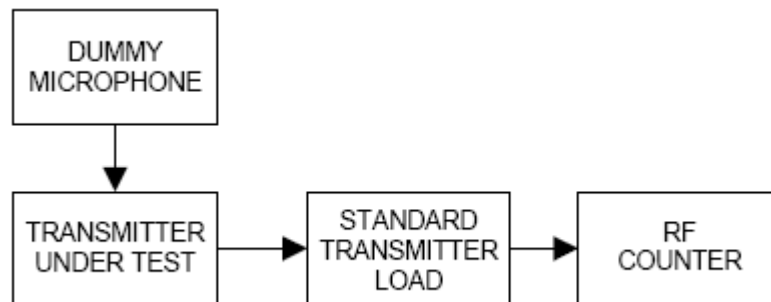 DUMMY
MICROPHONE
TRANSMITTER
UNDER TEST
STANDARD
TRANSMITTER
LOAD
RF
COUNTER